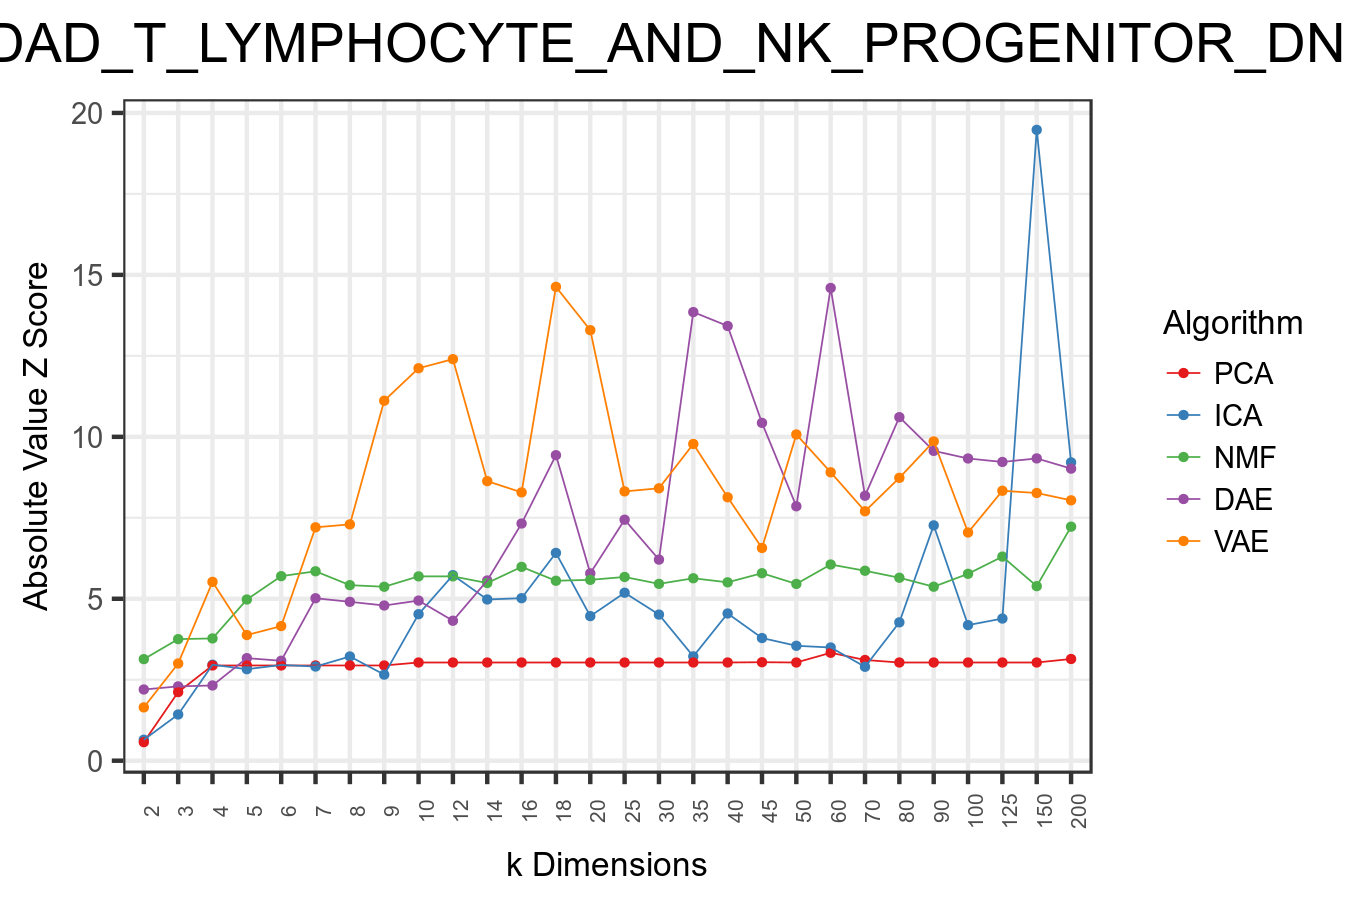 DAD_T_LYMPHOCYTE_AND_NK_PROGENITOR_DN
20
15
10
5
0
Absolute Value Z Score
2 3 4 5 6 7 8 9 10 12 14 16 18 20 25 30 35 40 45 50 60 70 80 90 100 125 150 200
k Dimensions
Algorithm
PCA
ICA
NMF
DAE
VAE